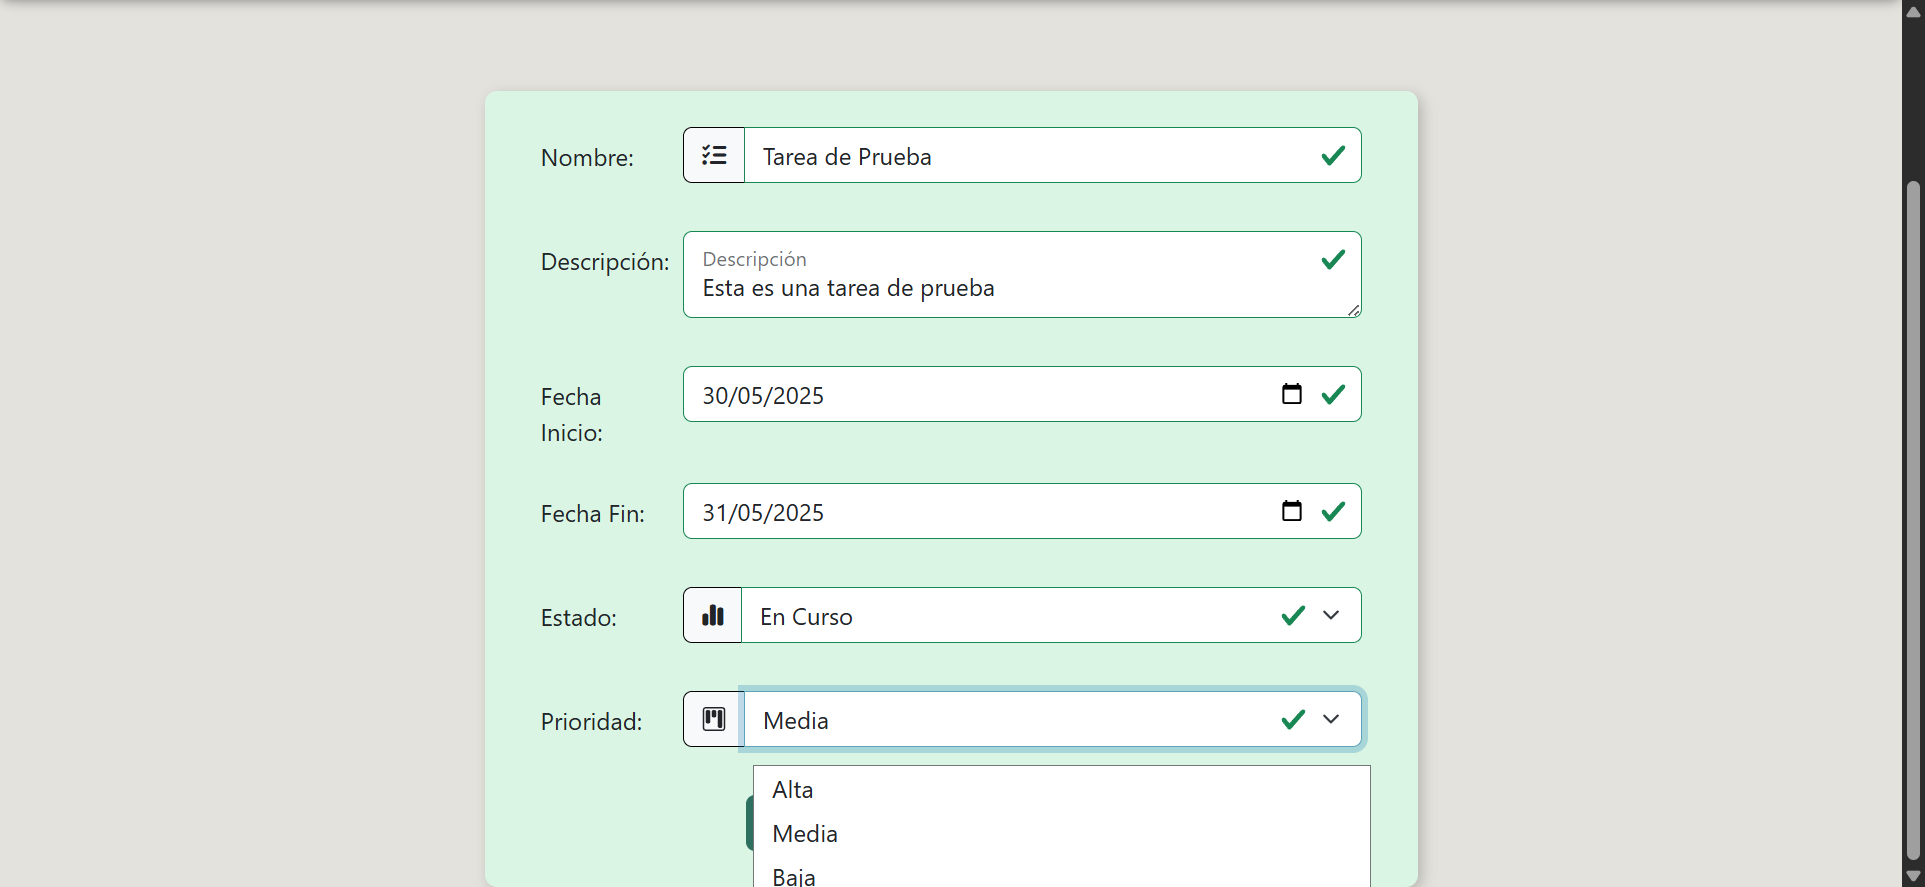 Nombre:
Tarea de Prueba
Descripción:
Descripción
Esta es una tarea de prueba
Fecha
Inicio:
30/05/2025
Fecha Fin:
31/05/2025
Estado:
En Curso
Prioridad:
Media
Alta
Media
Baja